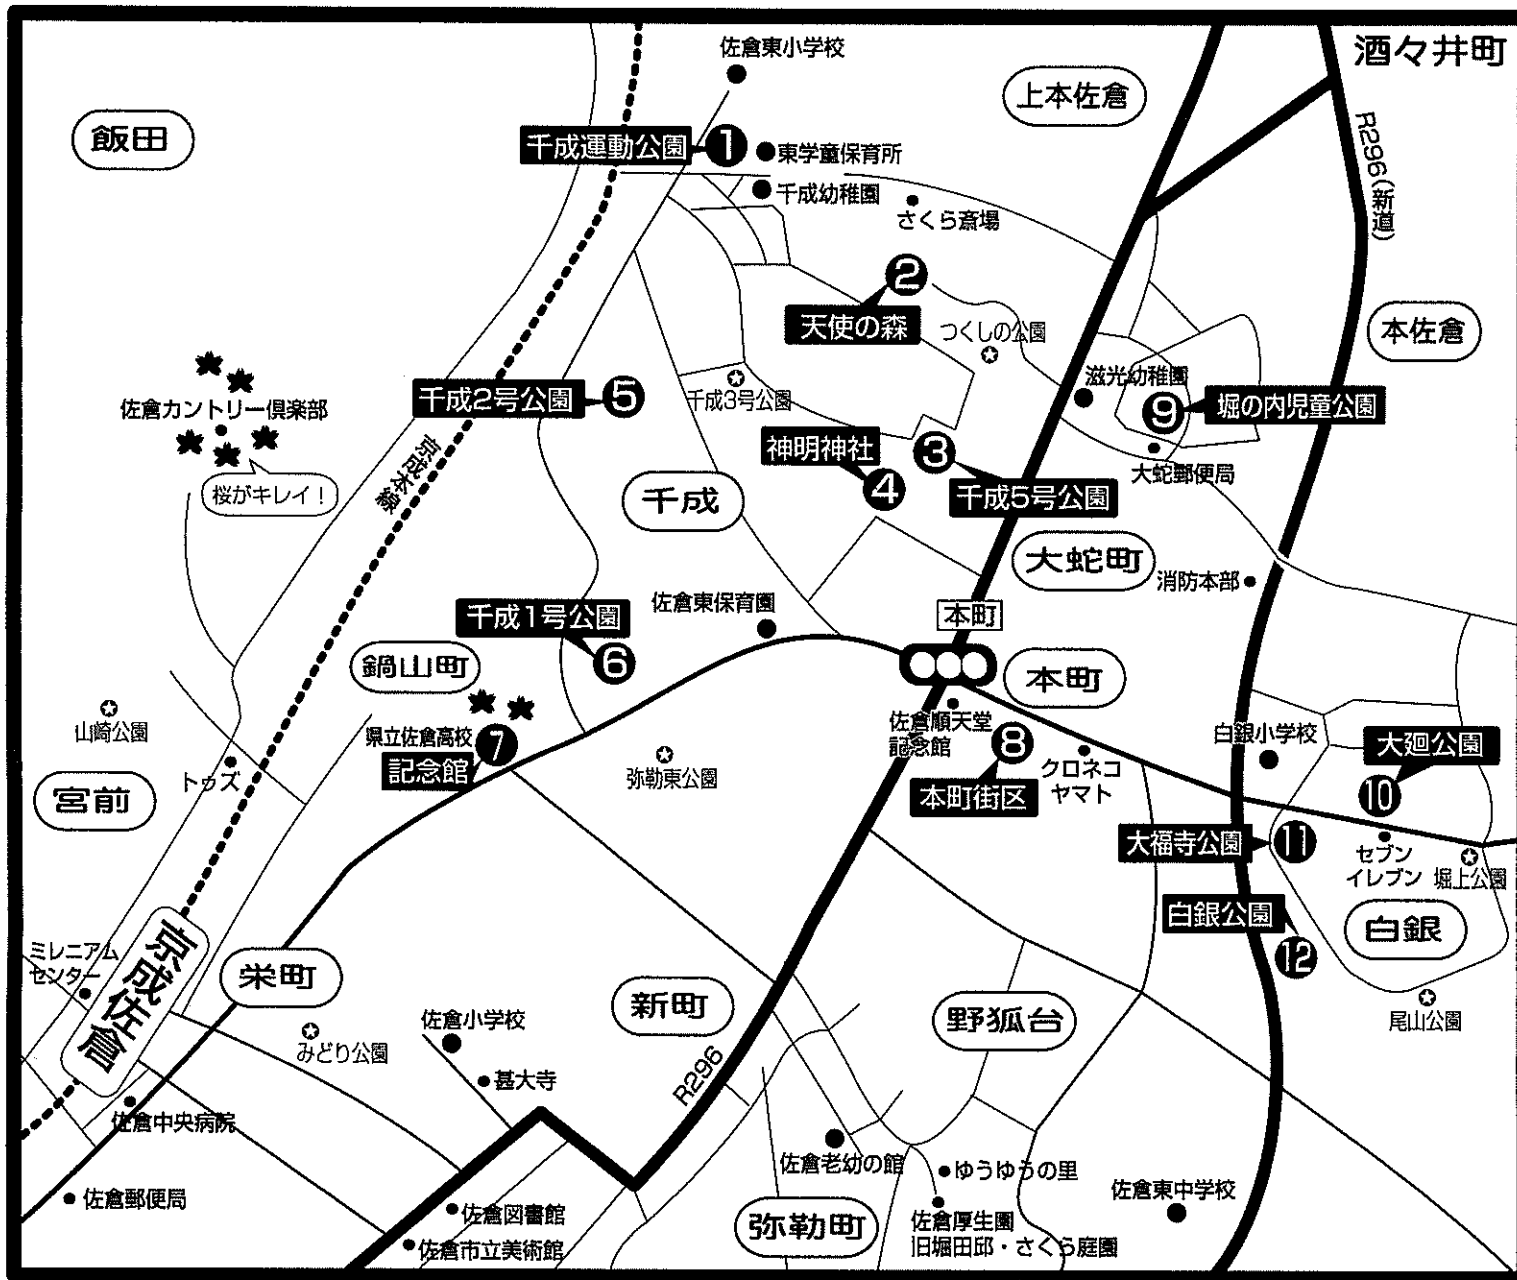 佐倉東小学校
酒々井町
上本佐倉
飯田
千成運動公園
1
東学童保育所
R296(新道)
千成幼稚園
さくら斎場
2
天使の森
つくしの公園
本佐倉
佐倉カントリー倶楽部
桜がキレイ!
千成2号公園
5
千成3号公園
滋光幼稚園
9
堀の内児童公園
大蛇郵便局
京成本線
神明神社
3
4
千成5号公園
千成
大蛇町
消防本部
千成1号公園
6
佐倉東保育園
本町
鍋山町
本町
山崎公園
県立佐倉高校
7
記念館
弥勒東公園
佐倉順天堂
記念館
8
本町街区
クロネコ
ヤマト
白銀小学校
大廻公園
10
トゥズ
宮前
大福寺公園
11
セブン
イレブン
堀上公園
白銀公園
12
白銀
尾山公園
ミレニアム
センター
京成佐倉
栄町
みどり公園
佐倉小学校
甚大寺
新町
R296
野狐台
佐倉中央病院
佐倉郵便局
佐倉図書館
佐倉市立美術館
佐倉老幼の館
弥勒町
ゆうゆうの里
佐倉厚生園
旧堀田邸・さくら庭園
佐倉東中学校